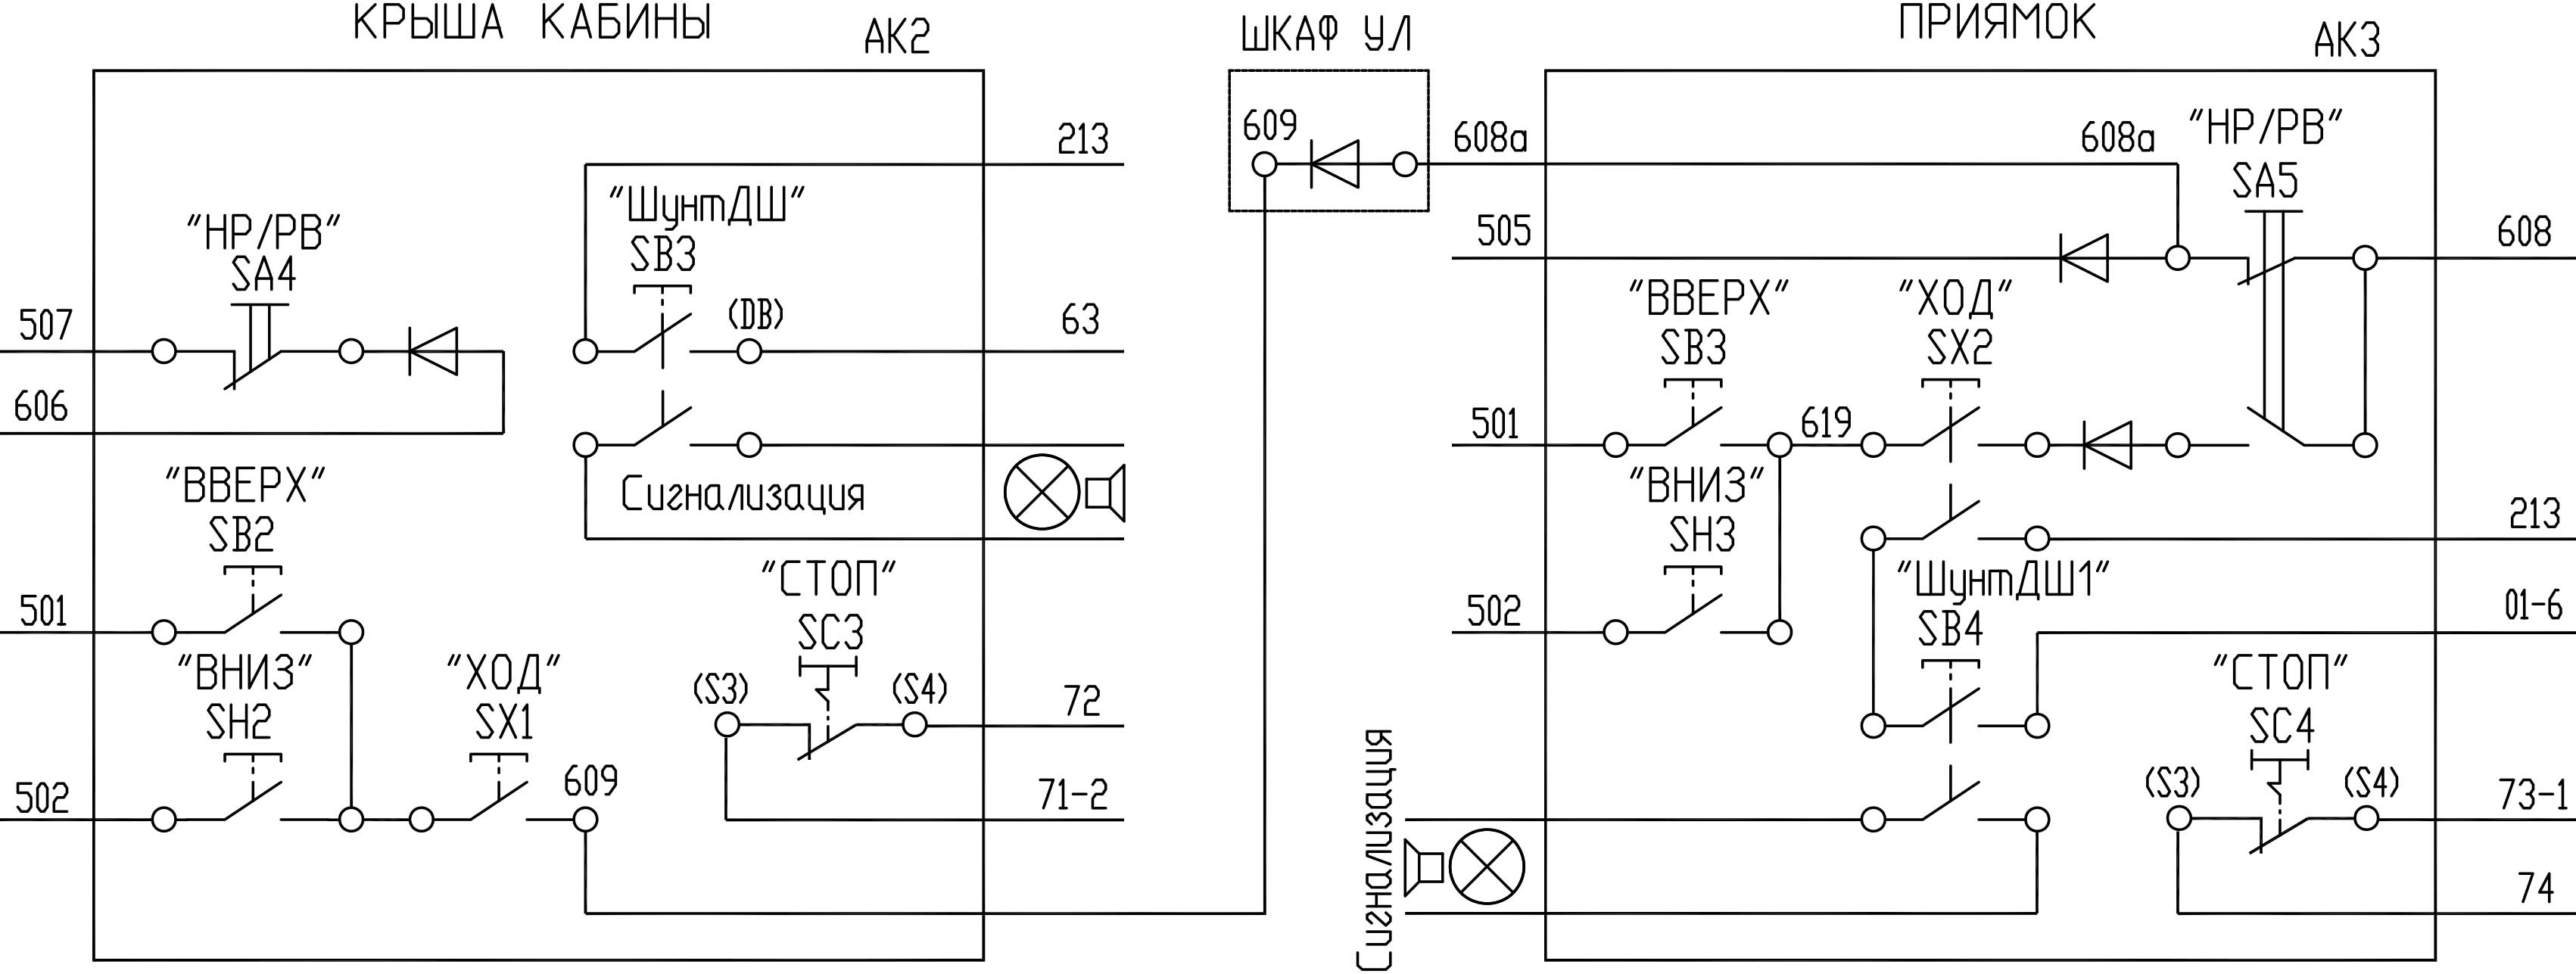 КРЫША КАБИНЫ
АК2
213
"ШунтДШ"
SB3
"НР/РВ"
SA4
(DB)
63
507
606
"ВВЕРХ"
SB2
Сигнализация
"СТОП"
SC3
501
"ВНИЗ"
SH2
"ХОД"
SX1
(S3)
(S4)
72
502
609
71-2
ШКАФ УЛ
609
608а
ПРИЯМОК
АК3
608а
"НР/РВ"
SA5
505
608
"ВВЕРХ"
SB3
"ХОД"
SX2
501
619
"ВНИЗ"
SH3
213
"ШунтДШ1"
SB4
502
01-6
"СТОП"
SC4
(S3)
(S4)
73-1
Сигнализация
74